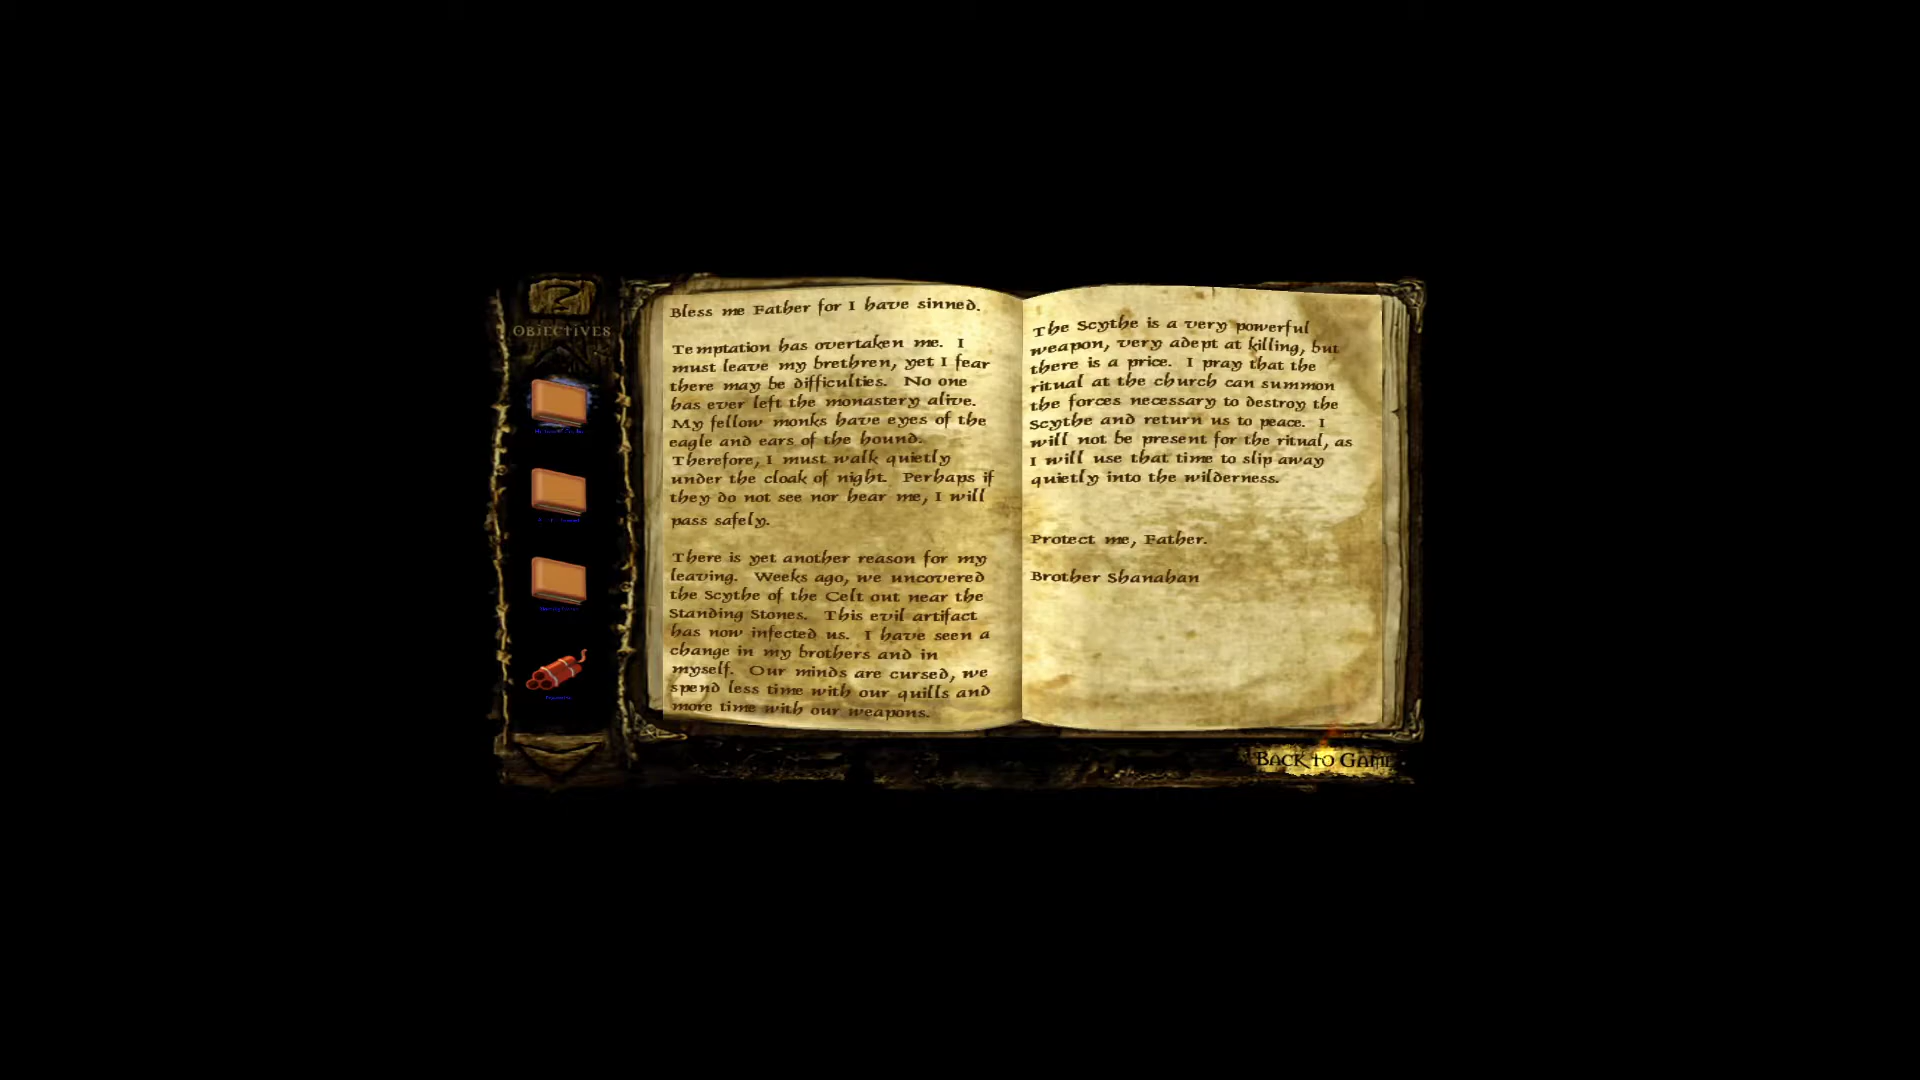 OBJECTIVES
Bless me Father for I have sinned.
Temptation has overtaken me. I
must leave my brethren, yet I fear
there may be difficulties. No one
has ever left the monastery alive.
My fellow monks have eyes of the
eagle and ears of the hound.
Therefore, I must walk quietly
under the cloak of night. Perhaps if
they do not see nor hear me, I will
pass safely.
There is yet another reason for my
leaving. Weeks ago, we uncovered
the Scythe of the Celt out near the
Standing Stones. This evil artifact
has now infected us. I have seen a
change in my brothers and in
myself. Our minds are cursed, we
spend less time with our quills and
more time with our weapons.
The Scythe is a very powerful
weapon, very adept at killing, but
there is a price. I pray that the
ritual at the church can summon
the forces necessary to destroy the
Scythe and return us to peace. I
will not be present for the ritual, as
I will use that time to slip away
quietly into the wilderness.
Protect me, Father.
Brother Shanahan
BACK TO GAME